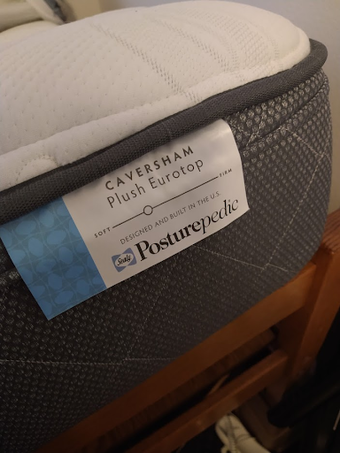 CAVERSHAM
Plush Eurotop
SOFT FIRM
DESIGNED AND BUILT IN THE U.S.
Sealy Posturepedic